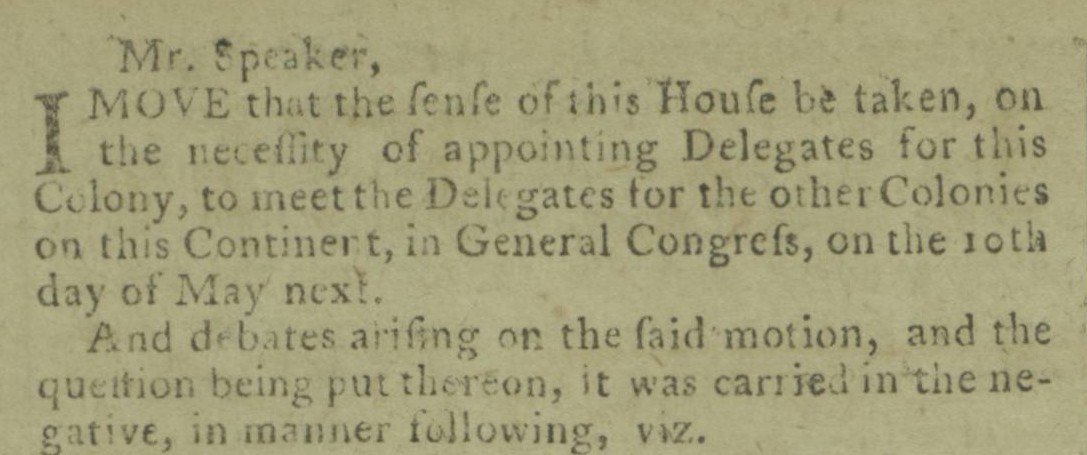 Mr. Speaker,
I MOVE that the ſenſe of this Houſe be taken, on
the neceſſity of appointing Delegates for this
Colony, to meet the Delegates for the other Colonies
on this Continent, in General Congreſs, on the 10th
day of May next.
And debates ariſing on the ſaid motion, and the
queſtion being put thereon, it was carried in the ne-
gative, in manner following, viz.